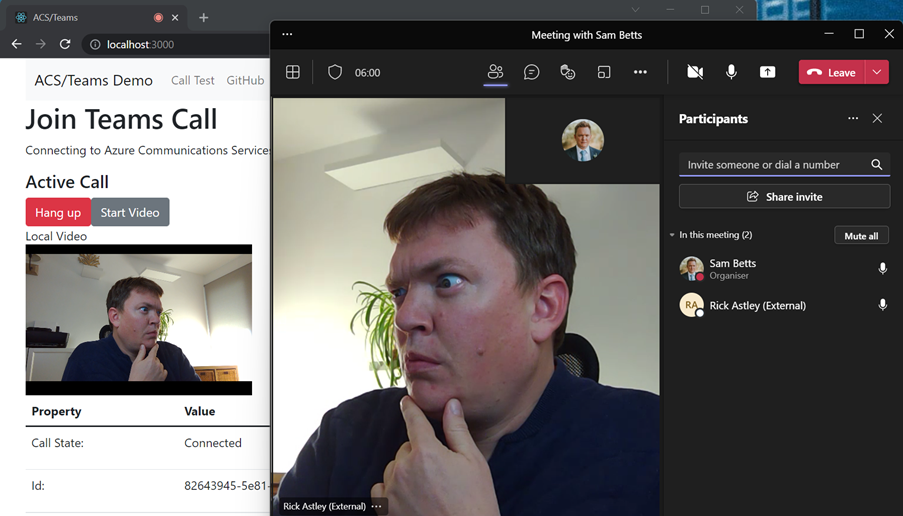 ACS/Teams
localhost:3000
ACS/Teams Demo
Call Test
GitHub
Join Teams Call
Connecting to Azure Communications Service
Active Call
Hang up
Start Video
Local Video
Property
Value
Call State:
Connected
Id:
82643945-5e81-
Meeting with Sam Betts
06:00
Leave
Rick Astley (External)
Participants
Invite someone or dial a number
Share invite
In this meeting (2)
Mute all
Sam Betts
Organiser
RA
Rick Astley (External)